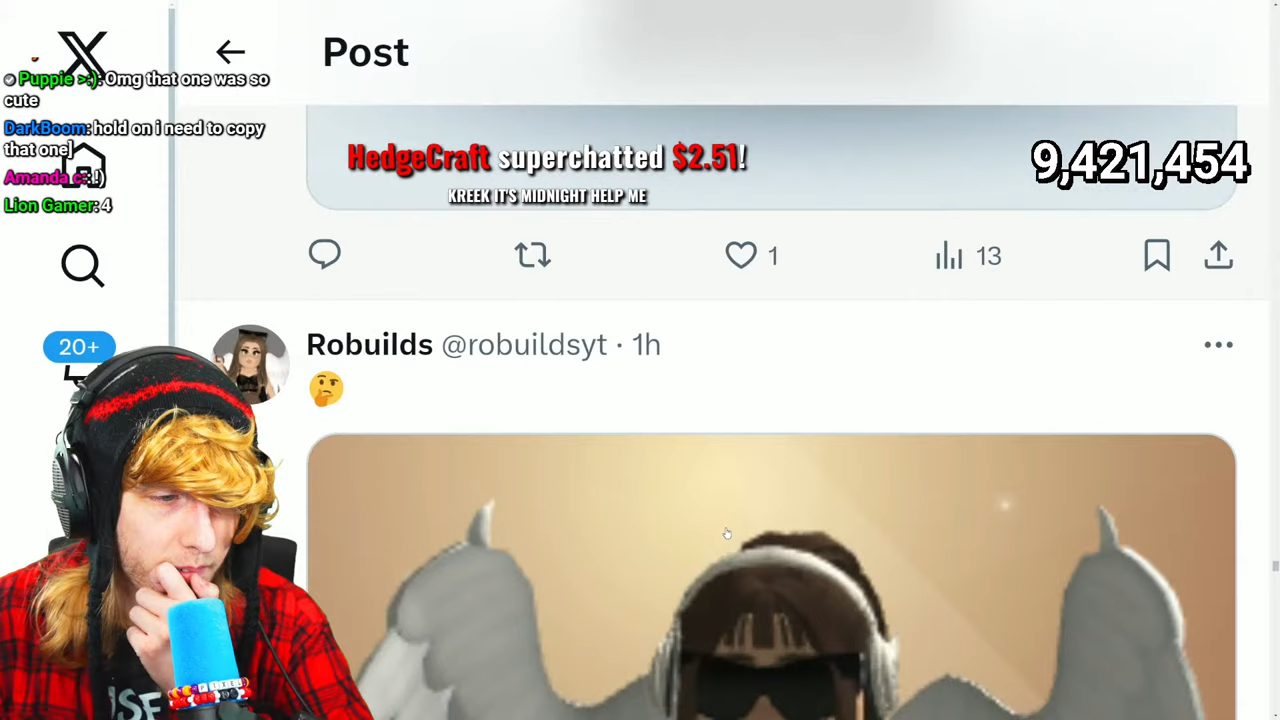 Post
Puppie >:): Omg that one was so
cute
DarkBoom: hold on i need to copy
that one]
Amanda c: :!)
Lion Gamer: 4
HedgeCraft superchatted $2.51!
KREEK IT'S MIDNIGHT HELP ME
9,421,454
1
13
20+
Robuilds @robuildsyt · 1h
PIXEL